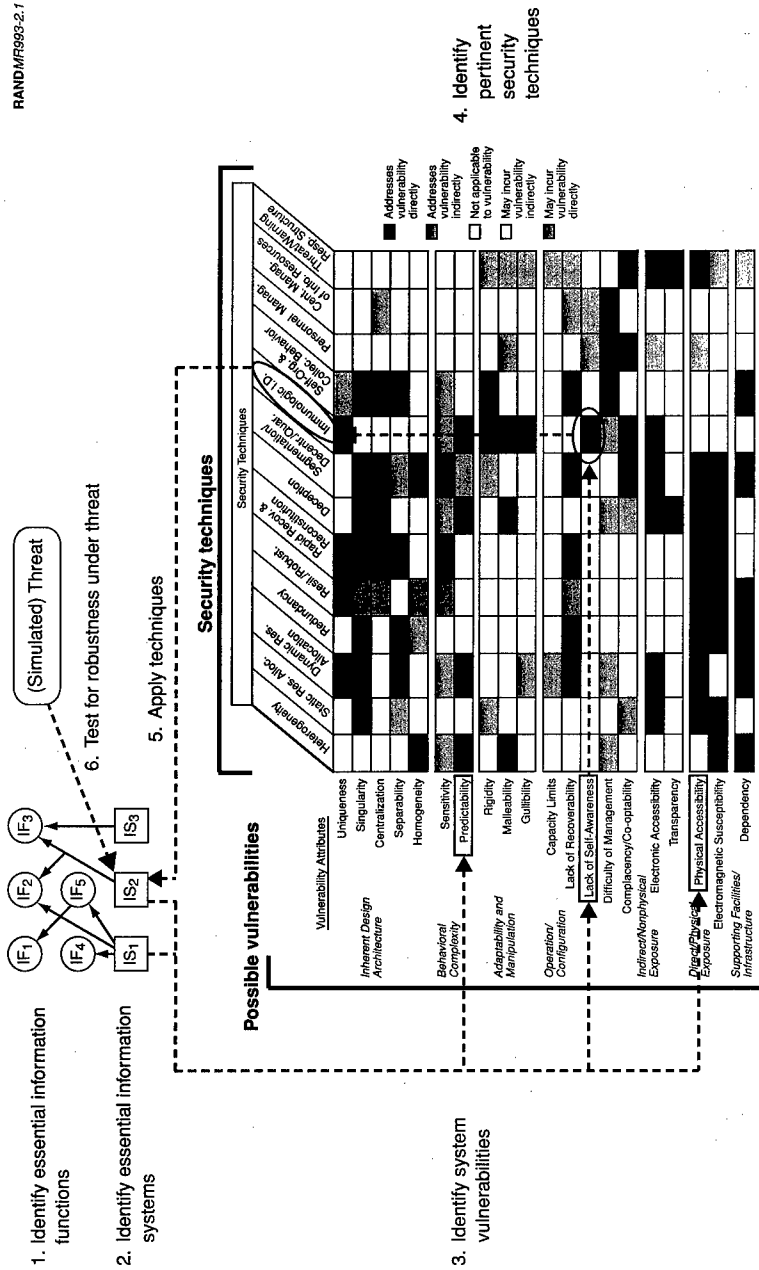 RANDMR993-2.1
1. Identify essential information
functions
2. Identify essential information
systems
IF1
IF2
IF3
IF4
IF5
IS1
IS2
IS3
(Simulated) Threat
6. Test for robustness under threat
5. Apply techniques
Security techniques
Security Techniques
Heterogeneity
Static Res. Alloc.
Dynamic Res.
Allocation
Redundancy
Resil./Robust.
Rapid Recov. &
Reconstitution
Deception
Segmentation/
Decentr./Quar.
Immunologic I.D.
Self-Org. &
Collec. Behavior
Personnel Manag.
Cent. Manag.
of Info. Resources
Threat/Warning
Resp. Structure
Possible vulnerabilities
Vulnerability Attributes
Inherent Design
Architecture
Uniqueness
Singularity
Centralization
Separability
Homogeneity
Behavioral
Complexity
Sensitivity
Predictability
Adaptability and
Manipulation
Rigidity
Malleability
Gullibility
Operation/
Configuration
Capacity Limits
Lack of Recoverability
Lack of Self-Awareness
Difficulty of Management
Complacency/Co-optability
Indirect/Nonphysical
Exposure
Electronic Accessibility
Transparency
Direct/Physical
Exposure
Physical Accessibility
Electromagnetic Susceptibility
Supporting Facilities/
Infrastructure
Dependency
Addresses
vulnerability
directly
Addresses
vulnerability
indirectly
Not applicable
to vulnerability
May incur
vulnerability
indirectly
May incur
vulnerability
directly
3. Identify system
vulnerabilities
4. Identify
pertinent
security
techniques